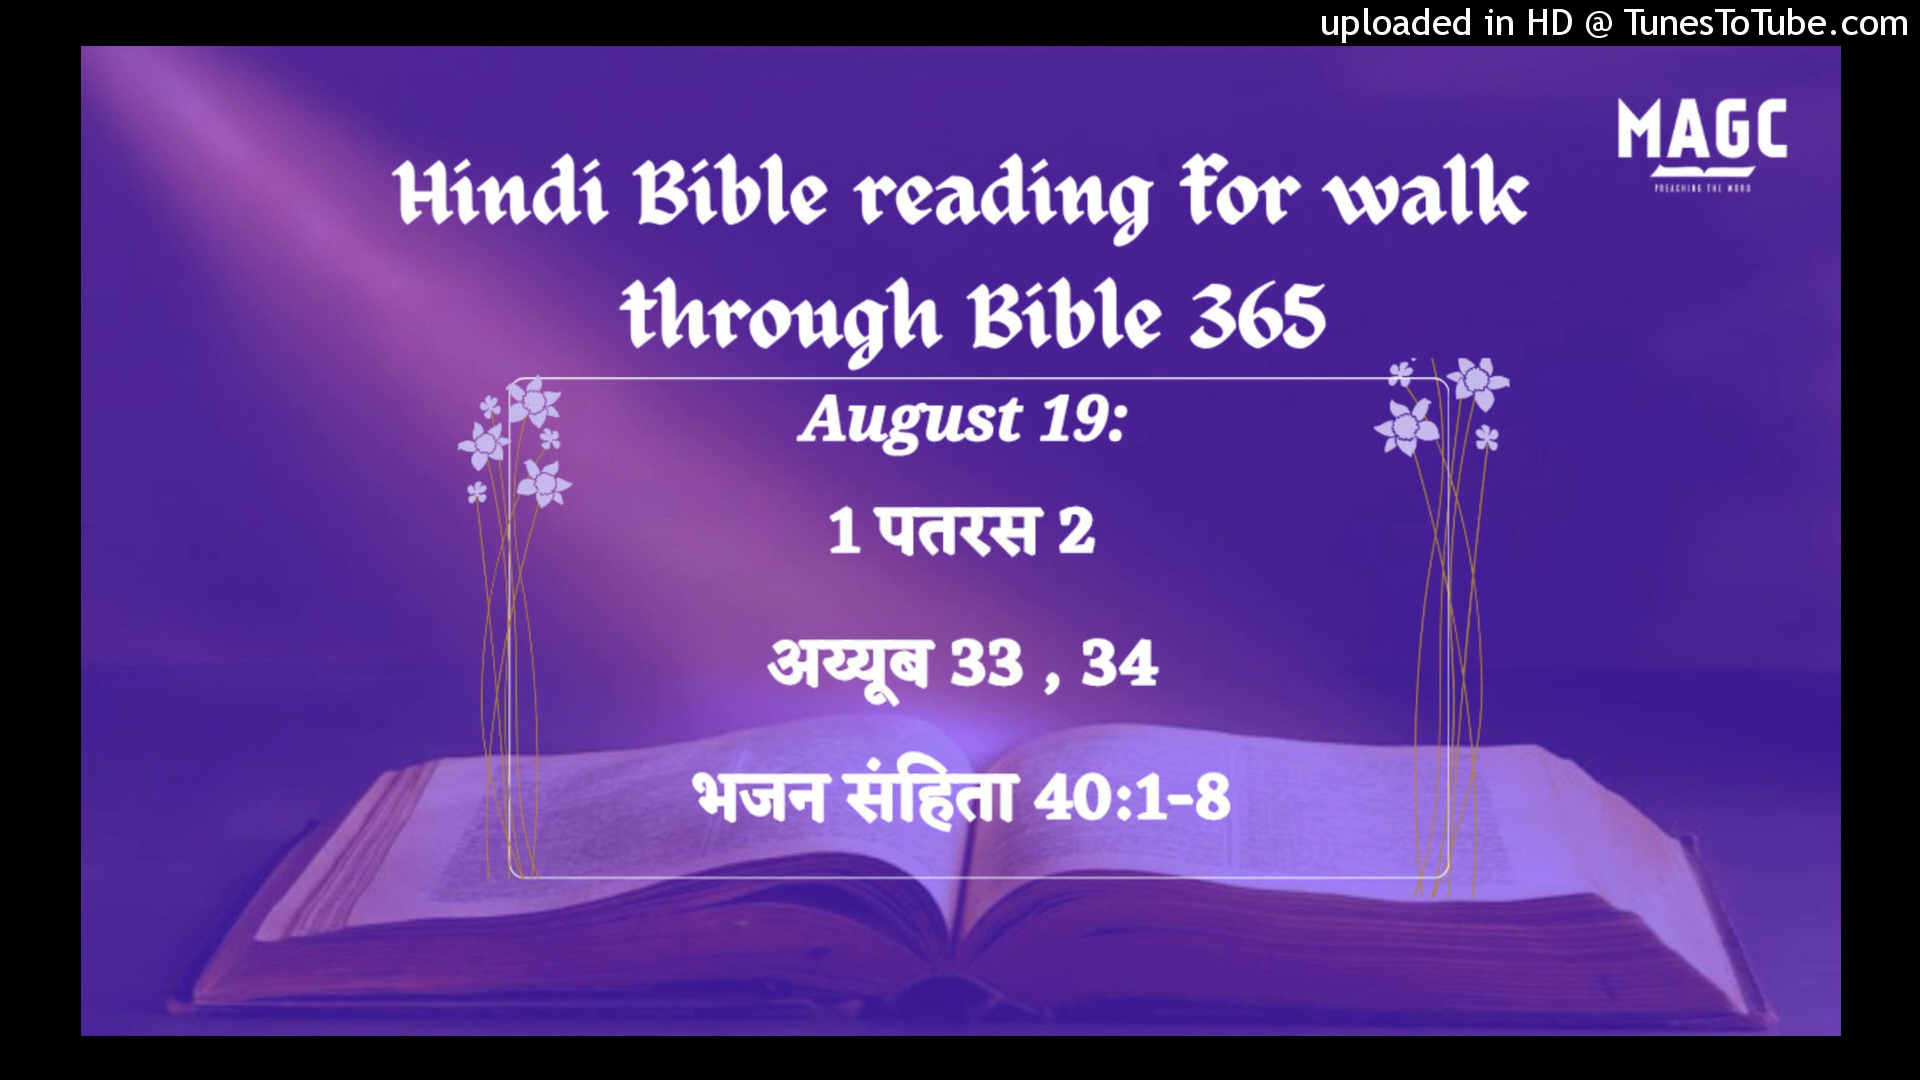 uploaded in HD @ TunesToTube.com
MAGC
PREACHING THE WORD
Hindi Bible reading for walk
through Bible 365
August 19:
1 पतरस 2
अय्यूब 33 , 34
भजन संहिता 40:1-8